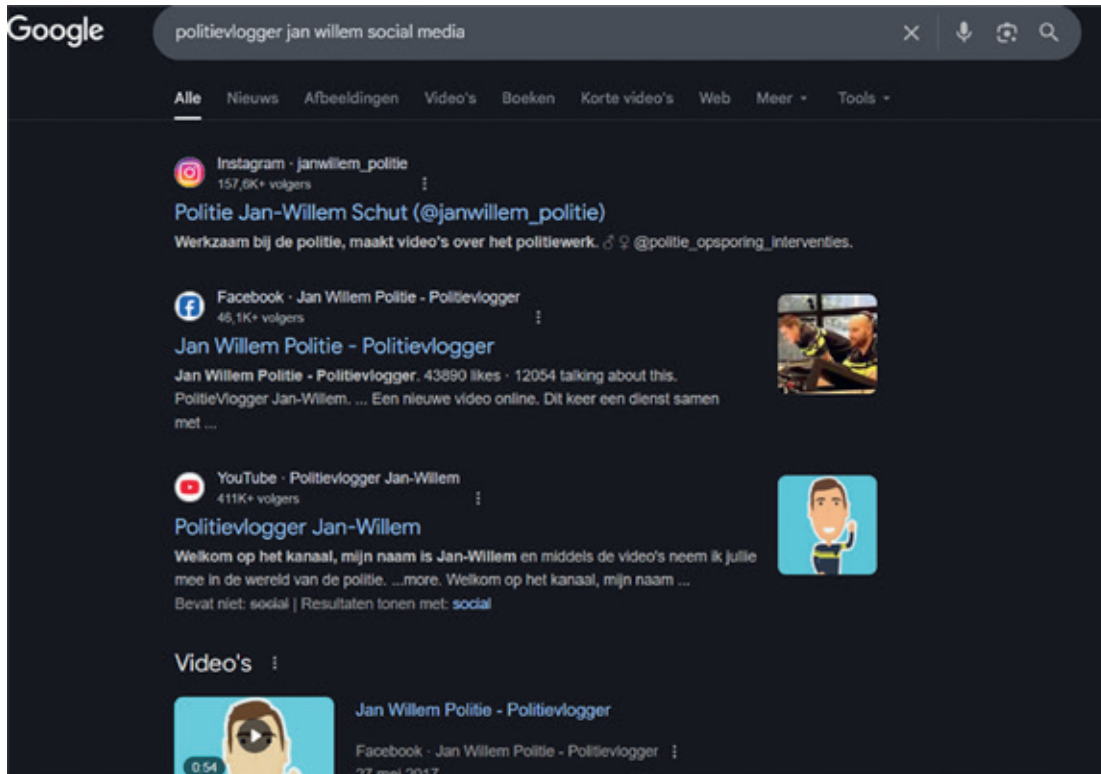 Google
politievlogger jan willem social media
Alle Nieuws Afbeeldingen Video's Boeken Korte video's Web Meer Tools
Instagram · janwillem_politie
157,6K+ volgers
Politie Jan-Willem Schut (@janwillem_politie)
Werkzaam bij de politie, maakt video's over het politiewerk. ♂ ♀ @politie_opsporing_interventies.
Facebook · Jan Willem Politie - Politievlogger
46,1K+ volgers
Jan Willem Politie - Politievlogger
Jan Willem Politie - Politievlogger. 43890 likes · 12054 talking about this.
PolitieVlogger Jan-Willem. ... Een nieuwe video online. Dit keer een dienst samen
met ...
YouTube · Politievlogger Jan-Willem
411K+ volgers
Politievlogger Jan-Willem
Welkom op het kanaal, mijn naam is Jan-Willem en middels de video's neem ik jullie
mee in de wereld van de politie. ...more. Welkom op het kanaal, mijn naam ...
Bevat niet: social | Resultaten tonen met: social
Video's
Jan Willem Politie - Politievlogger
Facebook · Jan Willem Politie - Politievlogger
0:54
27 mei 2017